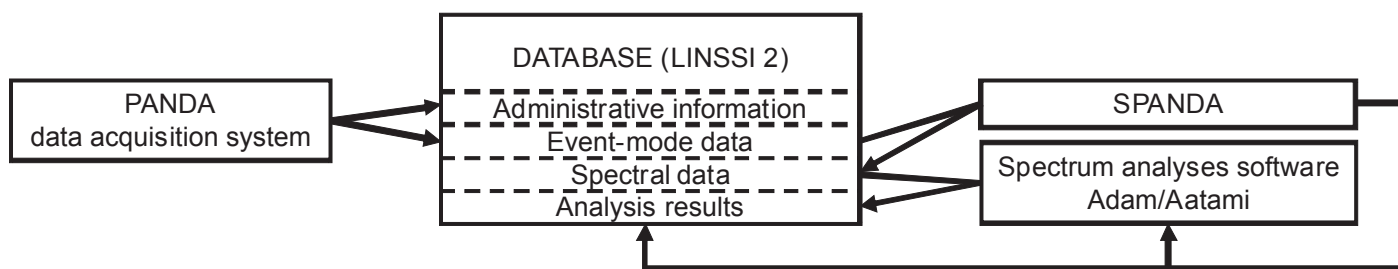 PANDA
data acquisition system
DATABASE (LINSSI 2)
Administrative information
Event-mode data
Spectral data
Analysis results
SPANDA
Spectrum analyses software
Adam/Aatami